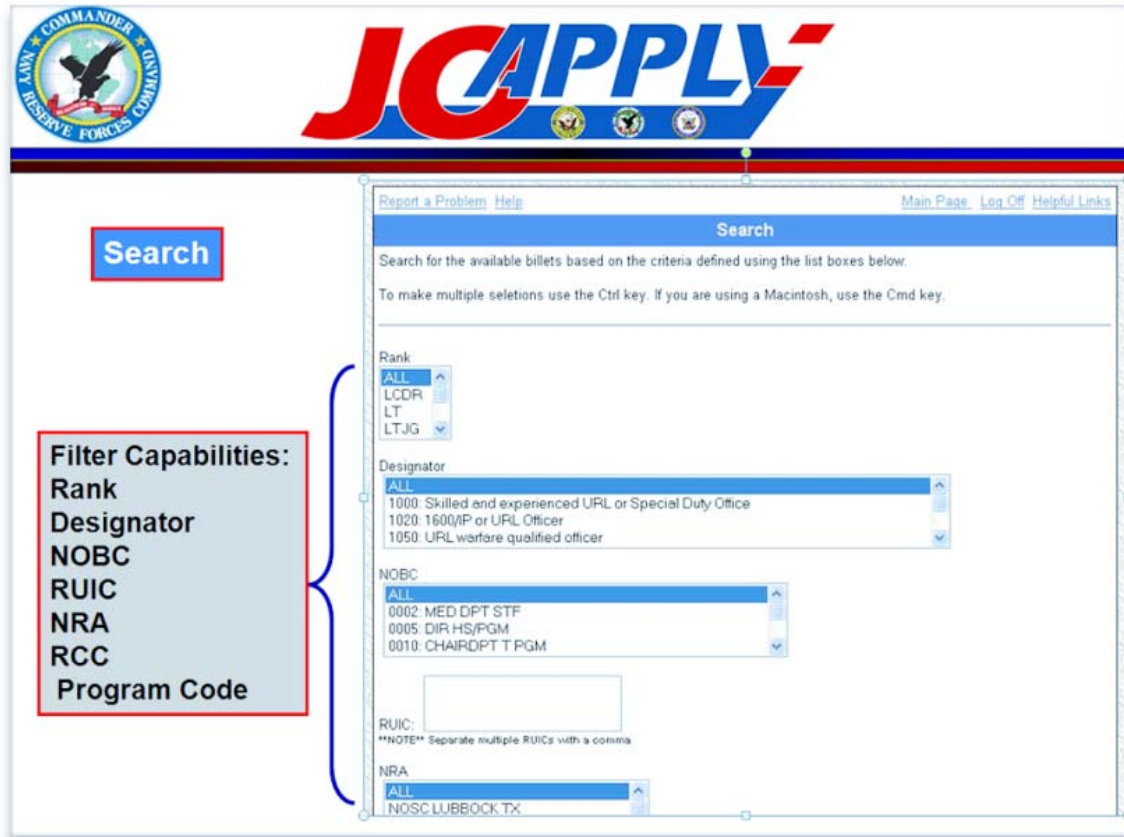 COMMANDER
NAVY RESERVE FORCES COMMAND
JOAPPLY
Search
Filter Capabilities:
Rank
Designator
NOBC
RUIC
NRA
RCC
Program Code
Report a Problem Help Main Page Log Off Helpful Links
Search
Search for the available billets based on the criteria defined using the list boxes below.
To make multiple seletions use the Ctrl key. If you are using a Macintosh, use the Cmd key.
Rank
ALL
LCDR
LT
LTJG
Designator
ALL
1000: Skilled and experienced URL or Special Duty Office
1020: 1600/IP or URL Officer
1050: URL warfare qualified officer
NOBC
ALL
0002: MED DPT STF
0005: DIR HS/PGM
0010: CHAIRDPT T PGM
RUIC:
**NOTE** Separate multiple RUICs with a comma
NRA
ALL
NOSC LUBBOCK TX